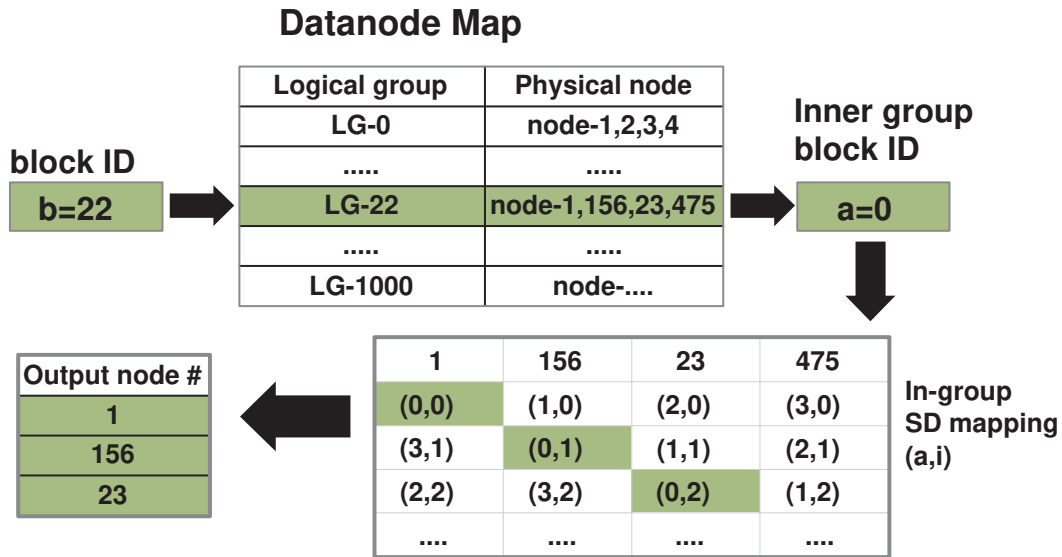 Datanode Map
Logical group Physical node
LG-0 node-1,2,3,4
..... .....
LG-22 node-1,156,23,475
..... .....
LG-1000 node-....
block ID
b=22
Inner group
block ID
a=0
1 156 23 475
(0,0) (1,0) (2,0) (3,0)
(3,1) (0,1) (1,1) (2,1)
(2,2) (3,2) (0,2) (1,2)
.... .... .... ....
In-group
SD mapping
(a,i)
Output node #
1
156
23